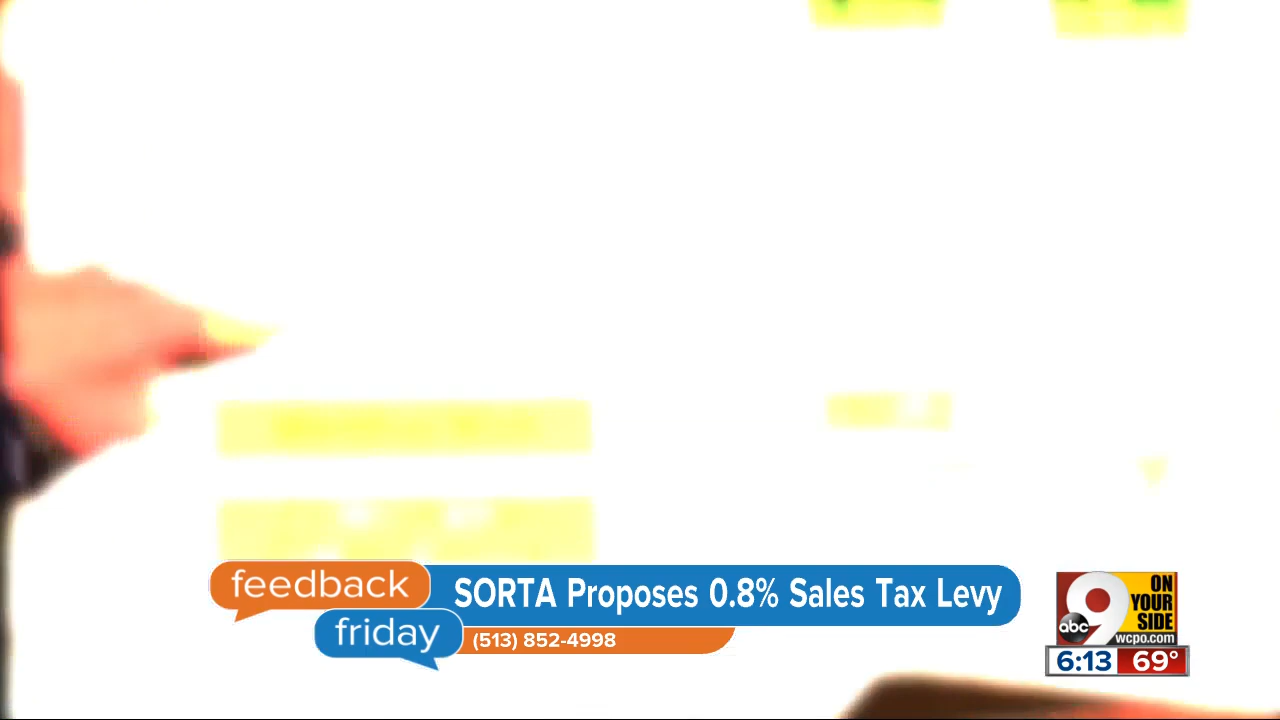 feedback
friday
SORTA Proposes 0.8% Sales Tax Levy
(513) 852-4998
9
abc
ON
YOUR
SIDE
wcpo.com
6:13 69°